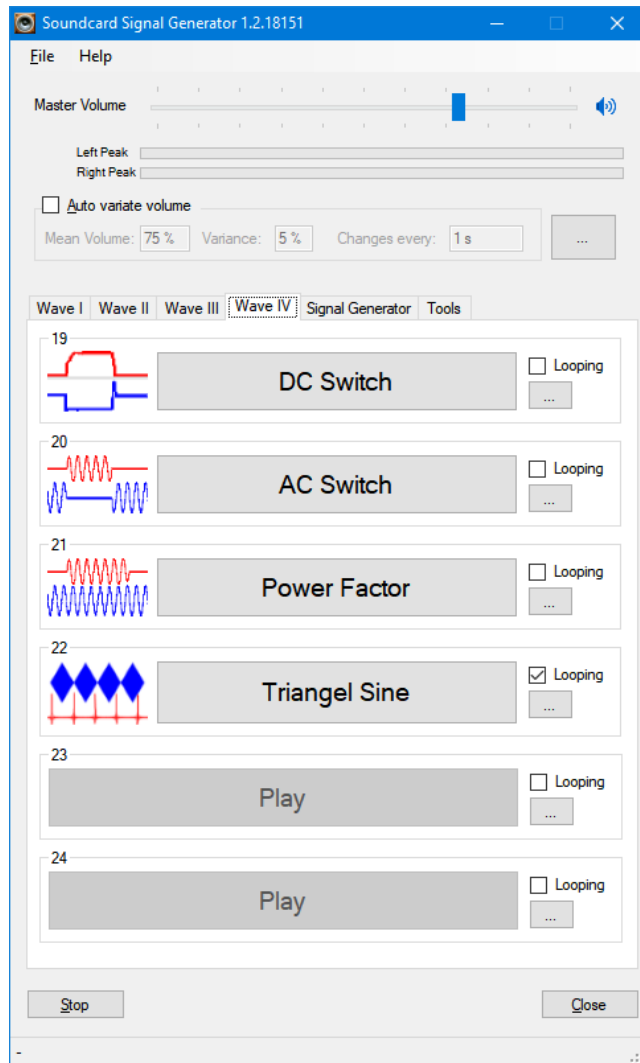 Soundcard Signal Generator 1.2.18151
File Help
Master Volume
Left Peak
Right Peak
Auto variate volume
Mean Volume: 75 % Variance: 5 % Changes every: 1 s ...
Wave I Wave II Wave III Wave IV Signal Generator Tools
19
DC Switch
Looping
...
20
AC Switch
Looping
...
21
Power Factor
Looping
...
22
Triangel Sine
Looping
...
23
Play
Looping
...
24
Play
Looping
...
Stop Close
-